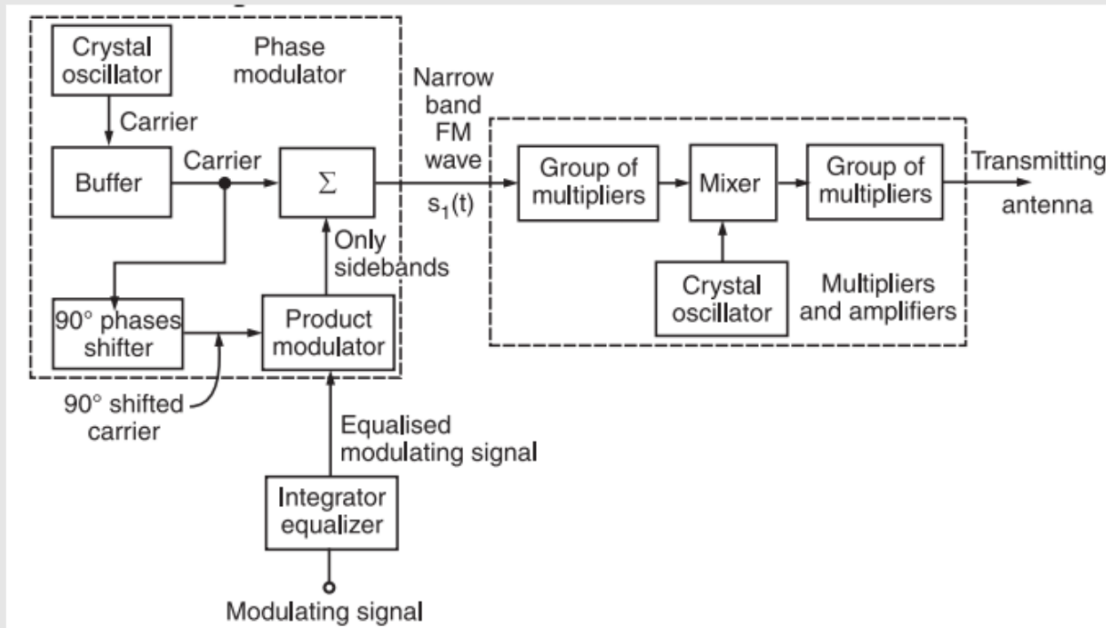 Crystal
oscillator
Phase
modulator
Carrier
Buffer
Carrier
Σ
Narrow
band
FM
wave
s1(t)
Only
sidebands
90° phases
shifter
Product
modulator
90° shifted
carrier
Equalised
modulating signal
Integrator
equalizer
Modulating signal
Group of
multipliers
Mixer
Group of
multipliers
Transmitting
antenna
Crystal
oscillator
Multipliers
and amplifiers